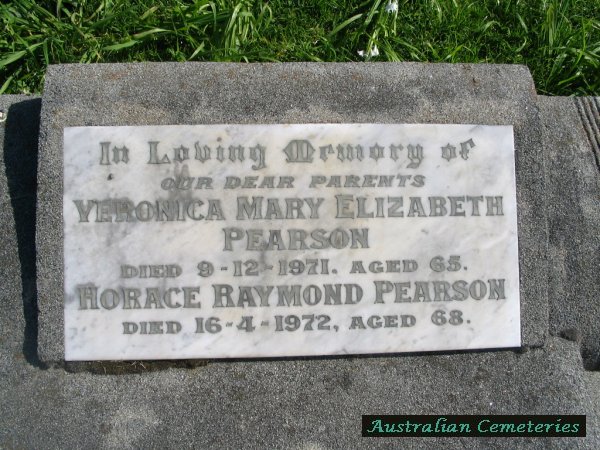 In Loving Memory of
OUR DEAR PARENTS
VERONICA MARY ELIZABETH
PEARSON
DIED 9-12-1971. AGED 65.
HORACE RAYMOND PEARSON
DIED 16-4-1972, AGED 68.
Australian Cemeteries